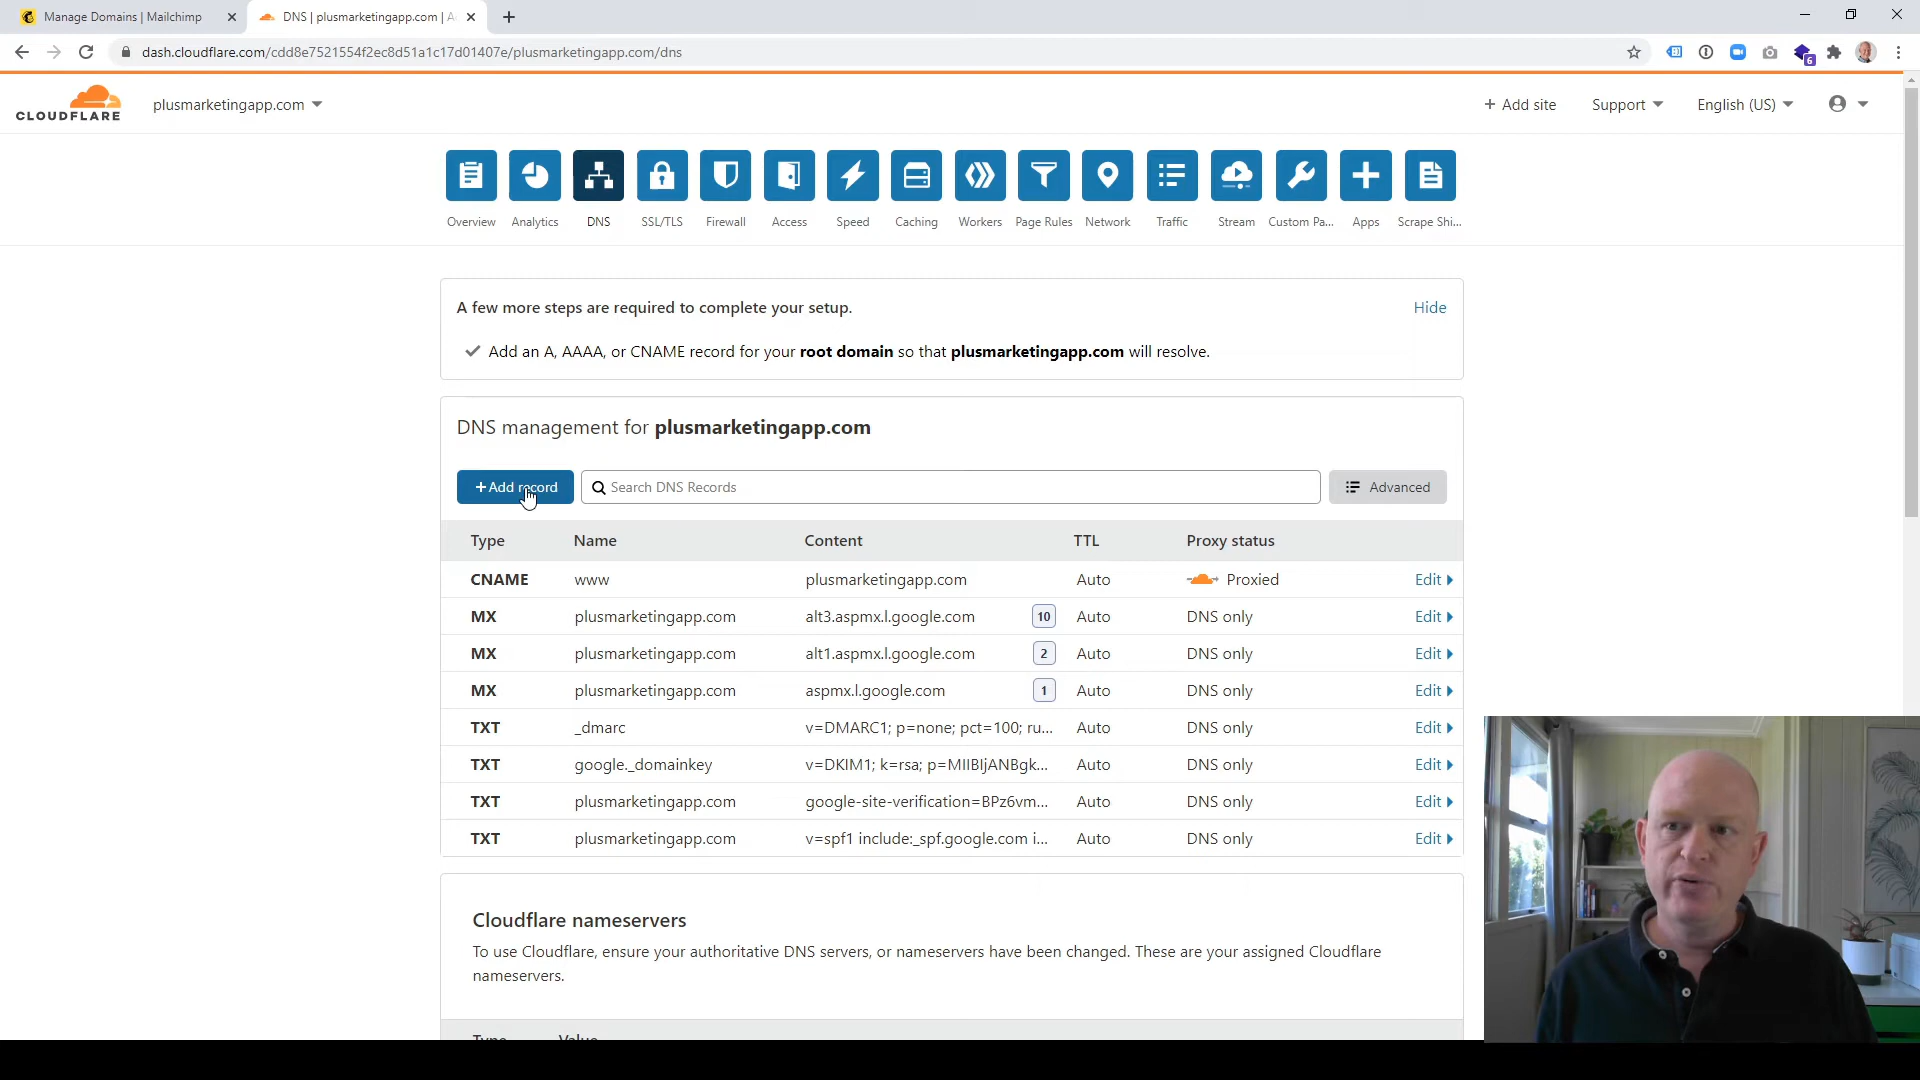 Manage Domains | Mailchimp
DNS | plusmarketingapp.com |
dash.cloudflare.com/cdd8e7521554f2ec8d51a1c17d01407e/plusmarketingapp.com/dns
6
CLOUDFLARE
plusmarketingapp.com
+ Add site
Support
English (US)
Overview
Analytics
DNS
SSL/TLS
Firewall
Access
Speed
Caching
Workers
Page Rules
Network
Traffic
Stream
Custom Pa...
Apps
Scrape Shi...
A few more steps are required to complete your setup.
Hide
Add an A, AAAA, or CNAME record for your root domain so that plusmarketingapp.com will resolve.
DNS management for plusmarketingapp.com
+ Add record
Search DNS Records
Advanced
Type Name Content TTL Proxy status
CNAME www plusmarketingapp.com Auto Proxied Edit
MX plusmarketingapp.com alt3.aspmx.l.google.com 10 Auto DNS only Edit
MX plusmarketingapp.com alt1.aspmx.l.google.com 2 Auto DNS only Edit
MX plusmarketingapp.com aspmx.l.google.com 1 Auto DNS only Edit
TXT _dmarc v=DMARC1; p=none; pct=100; ru... Auto DNS only Edit
TXT google._domainkey v=DKIM1; k=rsa; p=MIIBIjANBgk... Auto DNS only Edit
TXT plusmarketingapp.com google-site-verification=BPz6vm... Auto DNS only Edit
TXT plusmarketingapp.com v=spf1 include:_spf.google.com i... Auto DNS only Edit
Cloudflare nameservers
To use Cloudflare, ensure your authoritative DNS servers, or nameservers have been changed. These are your assigned Cloudflare
nameservers.
Type Value